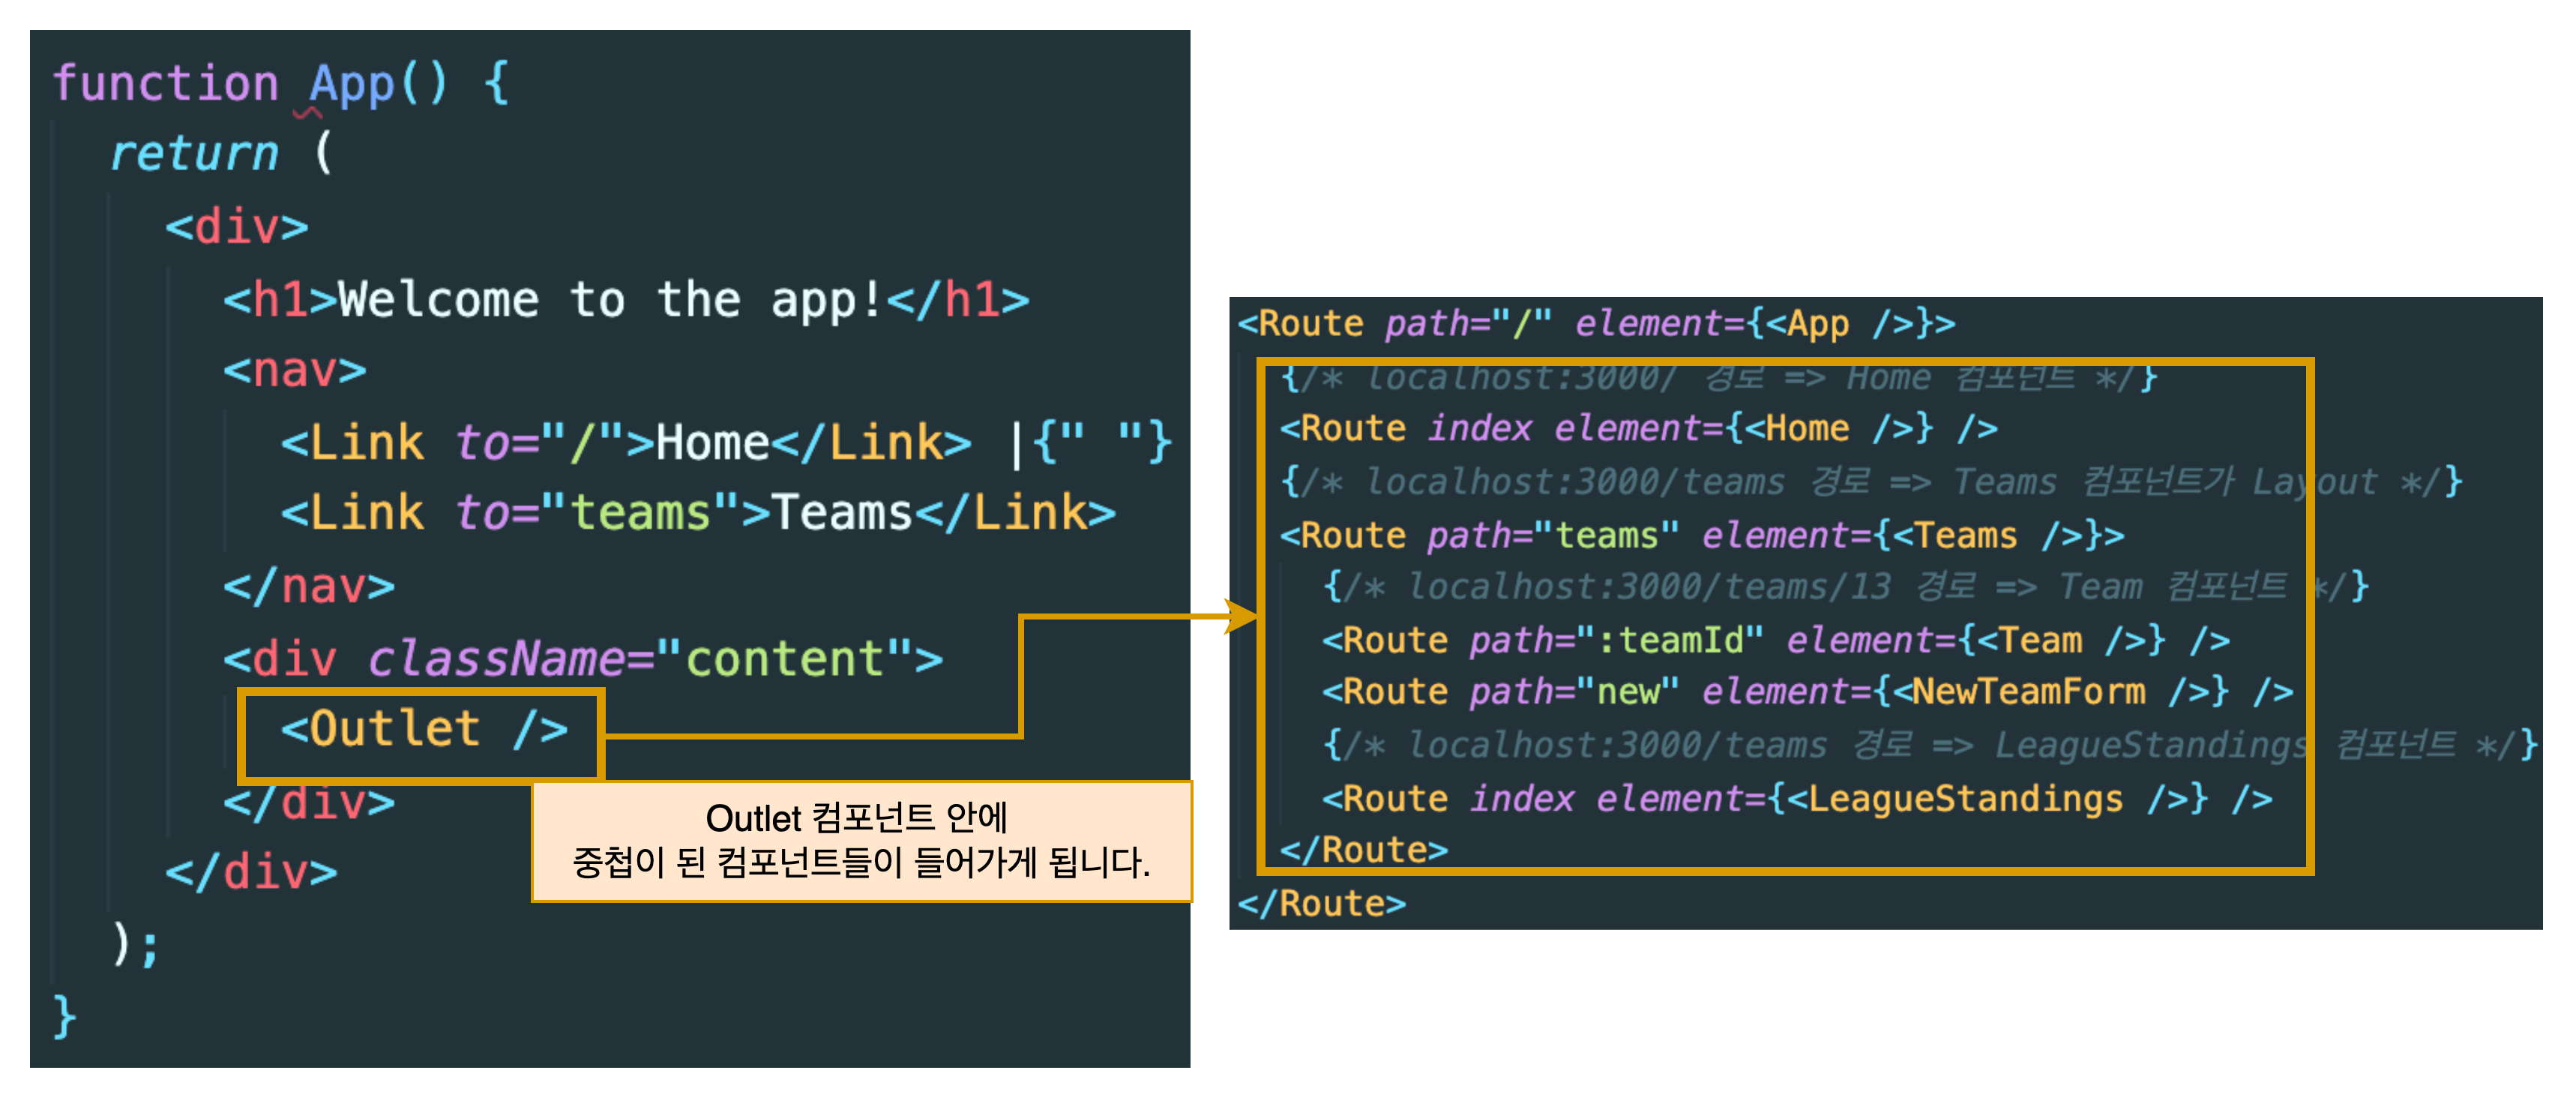 function App() {
return (
<div>
<h1>Welcome to the app!</h1>
<nav>
<Link to="/">Home</Link> |{" "}
<Link to="teams">Teams</Link>
</nav>
<div className="content">
<Outlet />
</div>
</div>
);
}
Outlet 컴포넌트 안에
중첩이 된 컴포넌트들이 들어가게 됩니다.
<Route path="/" element={<App />}>
{/* localhost:3000/ 경로 => Home 컴포넌트 */}
<Route index element={<Home />} />
{/* localhost:3000/teams 경로 => Teams 컴포넌트가 Layout */}
<Route path="teams" element={<Teams />}>
{/* localhost:3000/teams/13 경로 => Team 컴포넌트 */}
<Route path=":teamId" element={<Team />} />
<Route path="new" element={<NewTeamForm />} />
{/* localhost:3000/teams 경로 => LeagueStandings 컴포넌트 */}
<Route index element={<LeagueStandings />} />
</Route>
</Route>